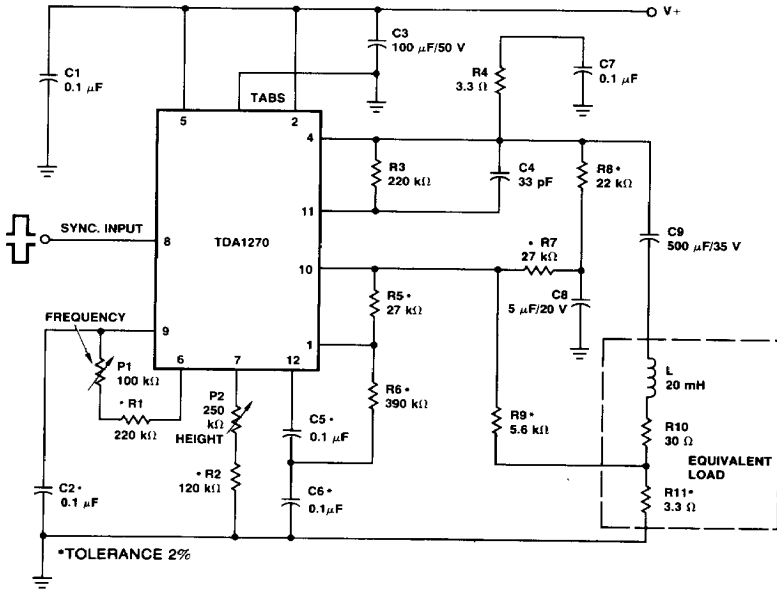 V+
C1
0.1 µF
C3
100 µF/50 V
R4
3.3 Ω
C7
0.1 µF
TABS
5
2
4
R3
220 kΩ
C4
33 pF
R8*
22 kΩ
11
C9
500 µF/35 V
SYNC. INPUT
8
TDA1270
10
* R7
27 kΩ
R5*
27 kΩ
C8
5 µF/20 V
FREQUENCY
9
1
6
7
12
P1
100 kΩ
P2
250
kΩ
HEIGHT
R6*
390 kΩ
L
20 mH
* R1
220 kΩ
C5*
0.1 µF
R9*
5.6 kΩ
R10
30 Ω
EQUIVALENT
LOAD
C2*
0.1 µF
* R2
120 kΩ
C6*
0.1µF
R11*
3.3 Ω
*TOLERANCE 2%